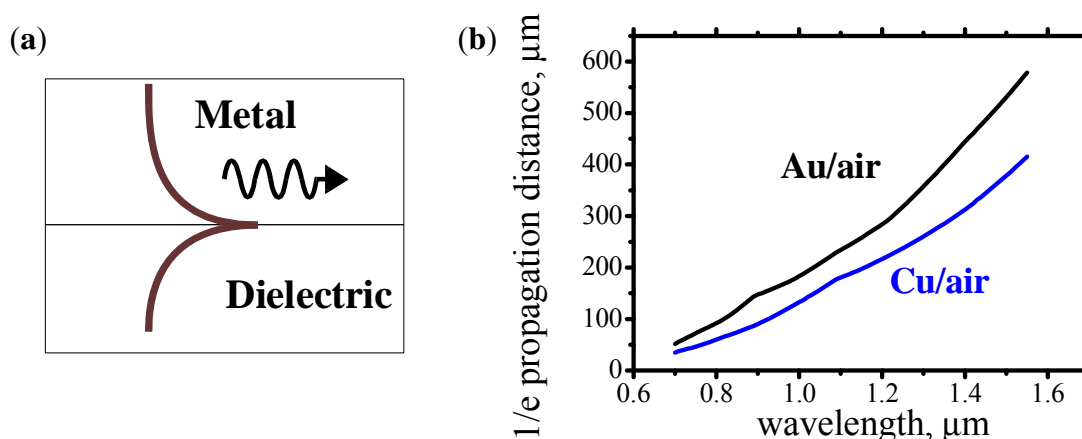 (a)
Metal
Dielectric
(b)
1/e propagation distance, μm
600
500
400
300
200
100
0
Au/air
Cu/air
0.6 0.8 1.0 1.2 1.4 1.6
wavelength, μm